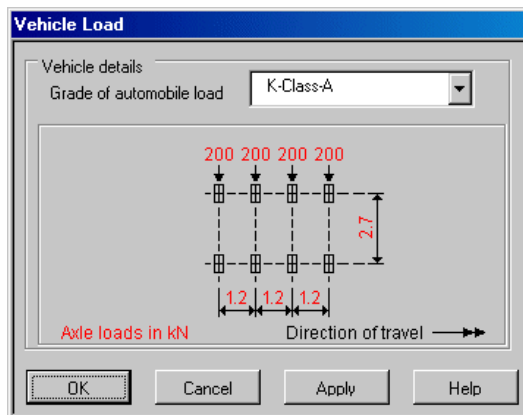 Vehicle Load
Vehicle details
Grade of automobile load K-Class-A
200 200 200 200
2.7
1.2 1.2 1.2
Axle loads in kN Direction of travel
OK Cancel Apply Help